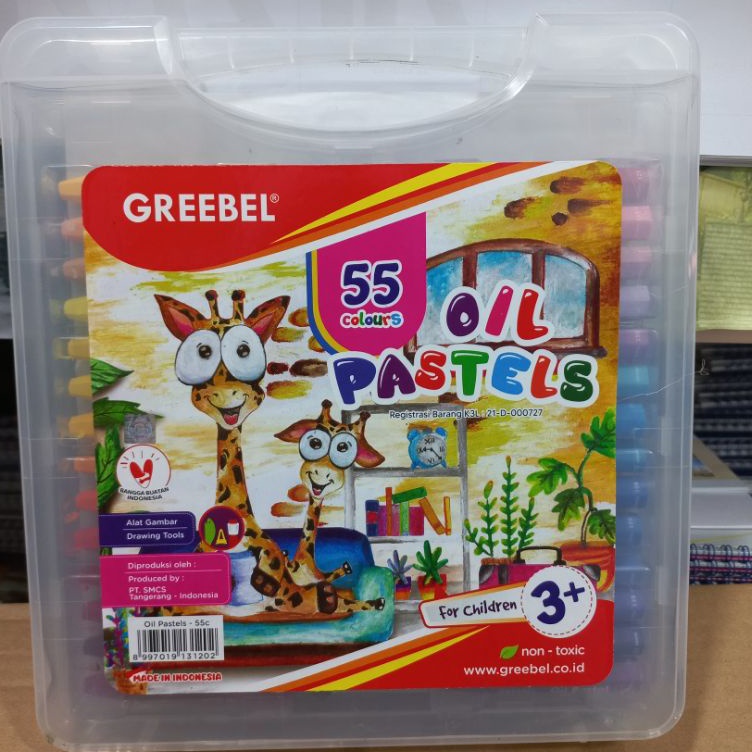 GREEBEL®
55
colours
OIL
PASTELS
Registrasi Barang K3L : 21-D-000727
BANGGA BUATAN
INDONESIA
Alat Gambar
Drawing Tools
Diproduksi oleh :
Produced by :
PT. SMCS
Tangerang - Indonesia
for Children 3+
Oil Pastels - 55c
8 997019 131202
MADE IN INDONESIA
non - toxic
www.greebel.co.id